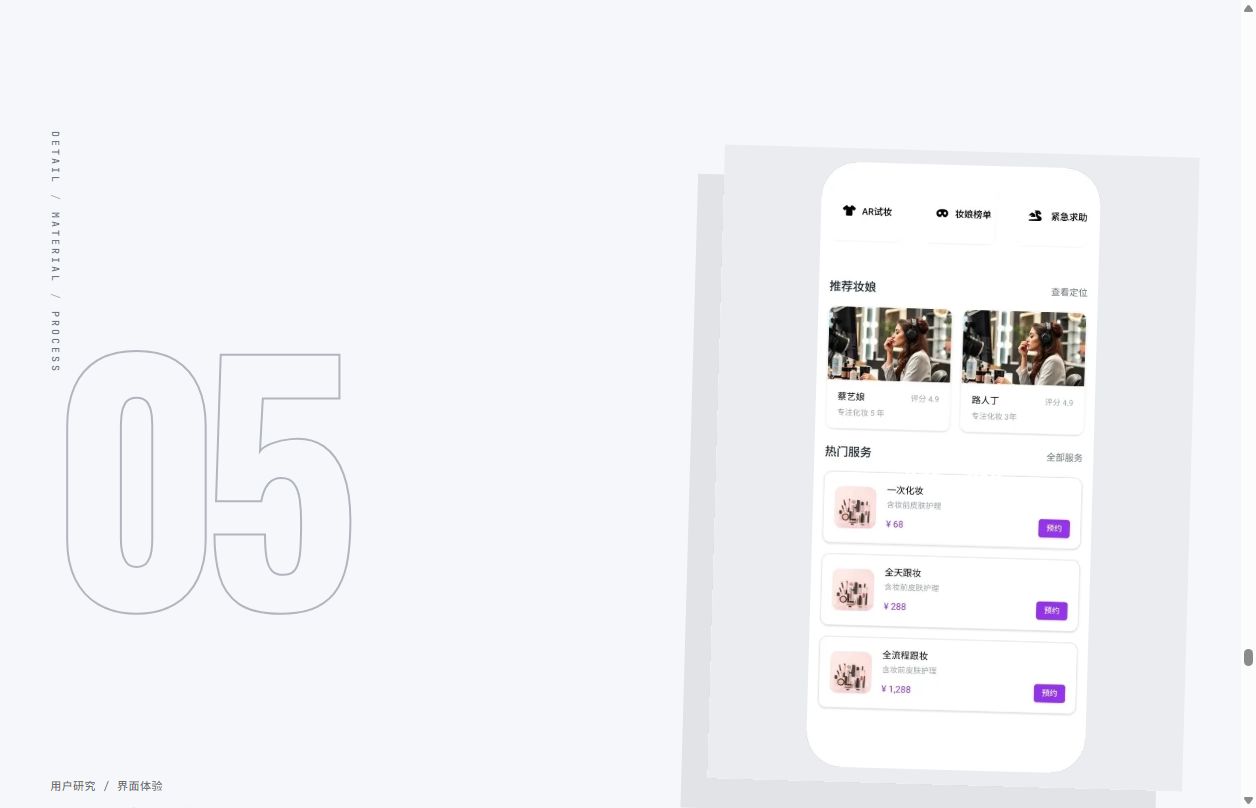 DETAIL / MATERIAL / PROCESS
05
用户研究 / 界面体验
AR试妆
妆娘榜单
紧急求助
推荐妆娘
查看定位
蔡艺娘
评分 4.9
专注化妆 5 年
路人丁
评分 4.9
专注化妆 3年
热门服务
全部服务
一次化妆
含妆前皮肤护理
¥ 68
预约
全天跟妆
含妆前皮肤护理
¥ 288
预约
全流程跟妆
含妆前皮肤护理
¥ 1,288
预约